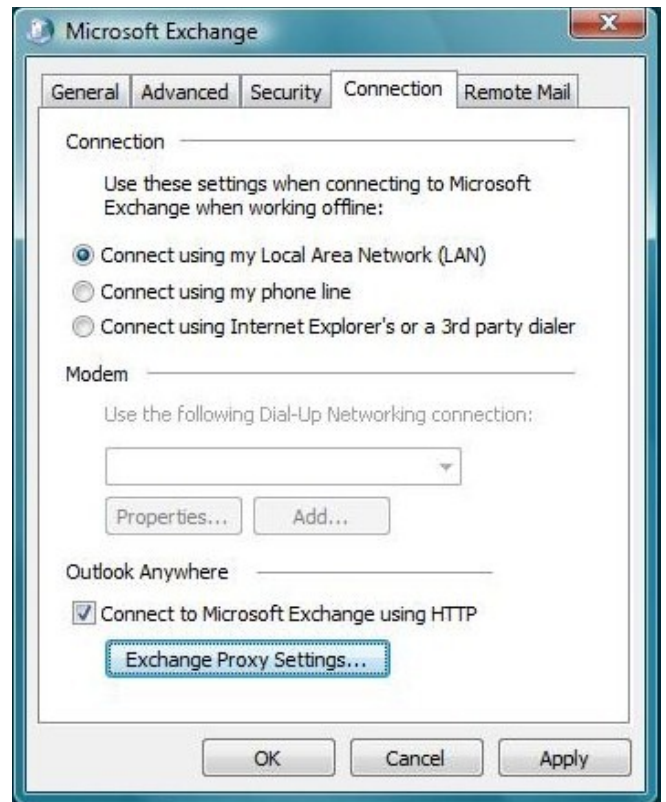 Microsoft Exchange
General Advanced Security Connection Remote Mail
Connection
Use these settings when connecting to Microsoft
Exchange when working offline:
Connect using my Local Area Network (LAN)
Connect using my phone line
Connect using Internet Explorer's or a 3rd party dialer
Modem
Use the following Dial-Up Networking connection:
Properties... Add...
Outlook Anywhere
Connect to Microsoft Exchange using HTTP
Exchange Proxy Settings...
OK Cancel Apply